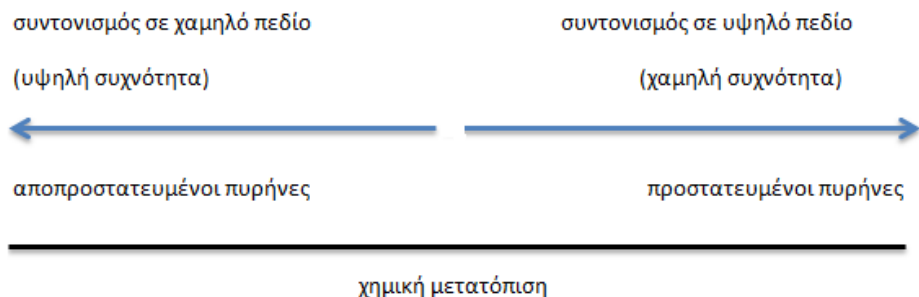 συντονισμός σε χαμηλό πεδίο
(υψηλή συχνότητα)
συντονισμός σε υψηλό πεδίο
(χαμηλή συχνότητα)
αποπροστατευμένοι πυρήνες
προστατευμένοι πυρήνες
χημική μετατόπιση